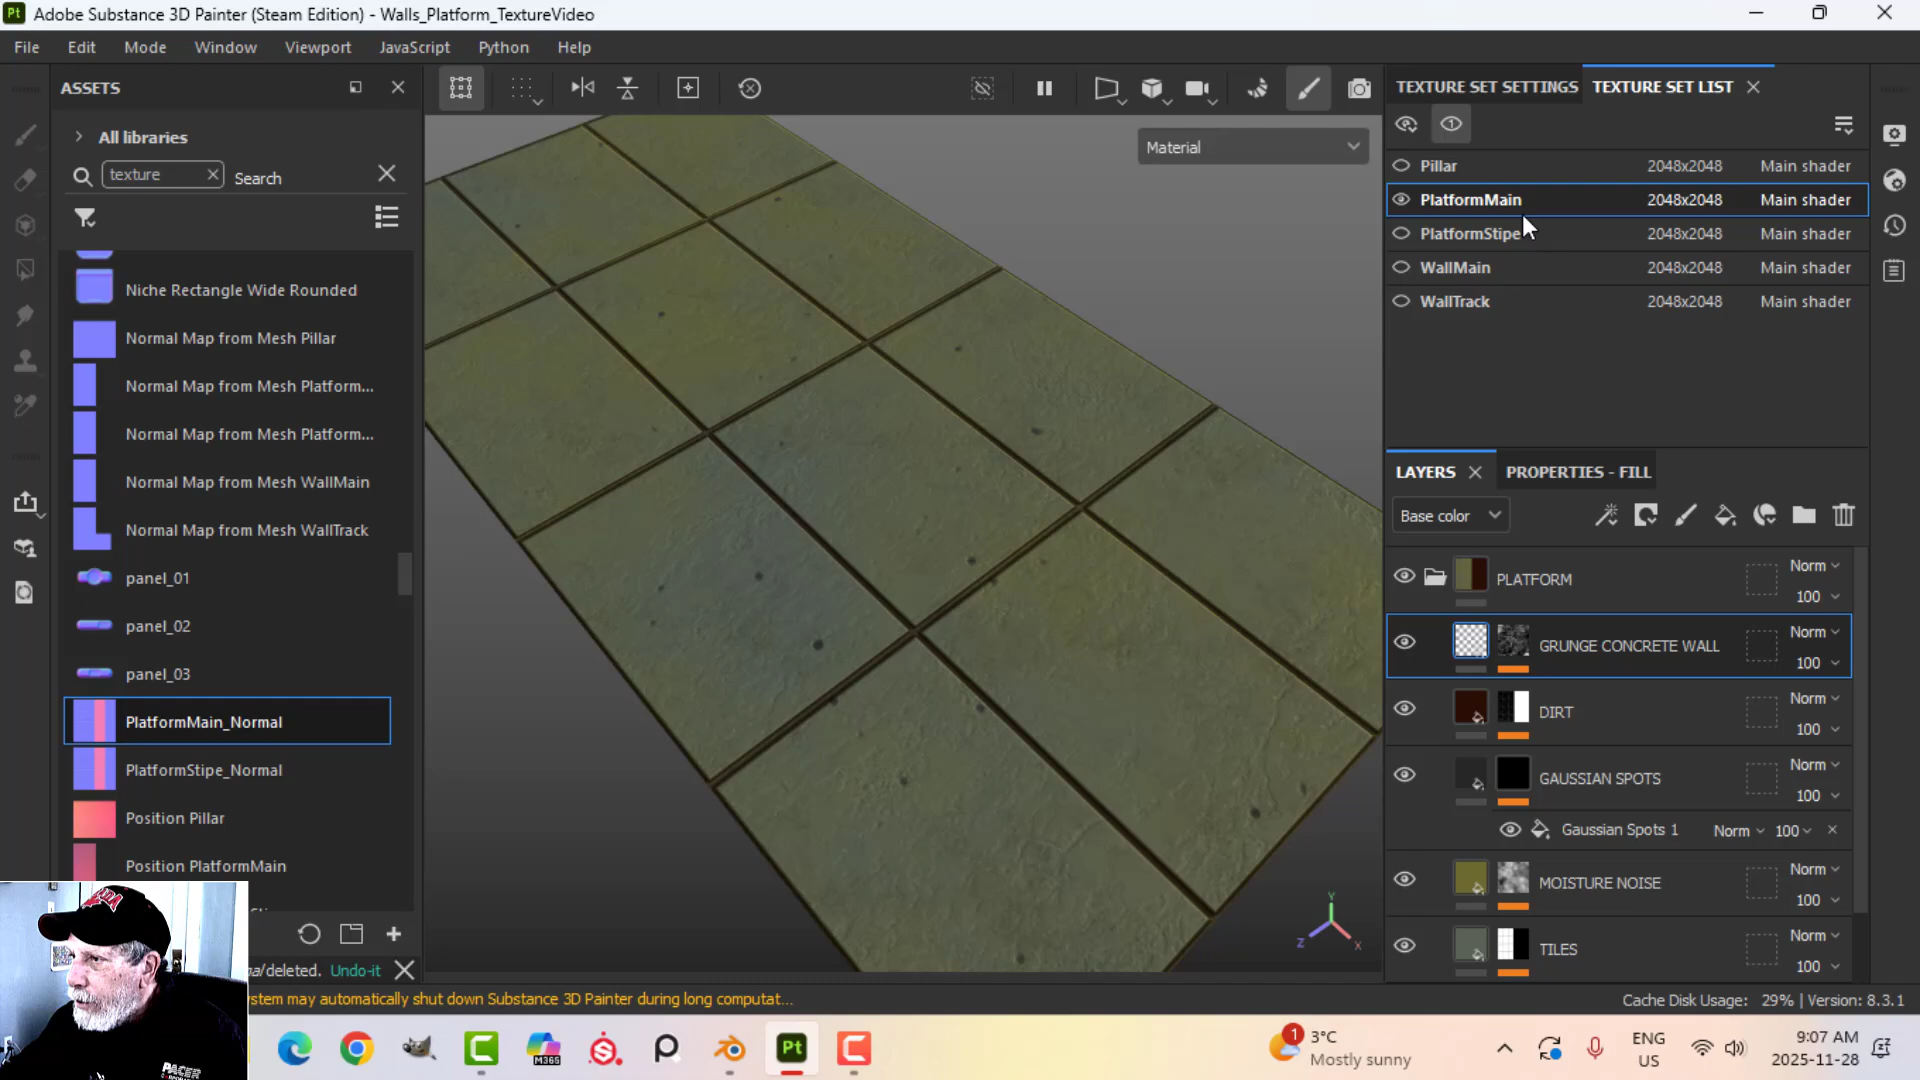 Pt Adobe Substance 3D Painter (Steam Edition) - Walls_Platform_TextureVideo
File Edit Mode Window Viewport JavaScript Python Help
ASSETS
All libraries
texture Search
Niche Rectangle Wide Rounded
Normal Map from Mesh Pillar
Normal Map from Mesh Platform...
Normal Map from Mesh Platform...
Normal Map from Mesh WallMain
Normal Map from Mesh WallTrack
panel_01
panel_02
panel_03
PlatformMain_Normal
PlatformStipe_Normal
Position Pillar
Position PlatformMain
/deleted. Undo-it
Material
Y
Z X
TEXTURE SET SETTINGS TEXTURE SET LIST
1
Pillar 2048x2048 Main shader
PlatformMain 2048x2048 Main shader
PlatformStipe 2048x2048 Main shader
WallMain 2048x2048 Main shader
WallTrack 2048x2048 Main shader
LAYERS PROPERTIES - FILL
Base color
PLATFORM Norm 100
GRUNGE CONCRETE WALL Norm 100
DIRT Norm 100
GAUSSIAN SPOTS Norm 100
Gaussian Spots 1 Norm 100
MOISTURE NOISE Norm 100
TILES Norm 100
stem may automatically shut down Substance 3D Painter during long computat...
Cache Disk Usage: 29% | Version: 8.3.1
M365
Pt
1
3°C
Mostly sunny
ENG
US
9:07 AM
2025-11-28
PACER